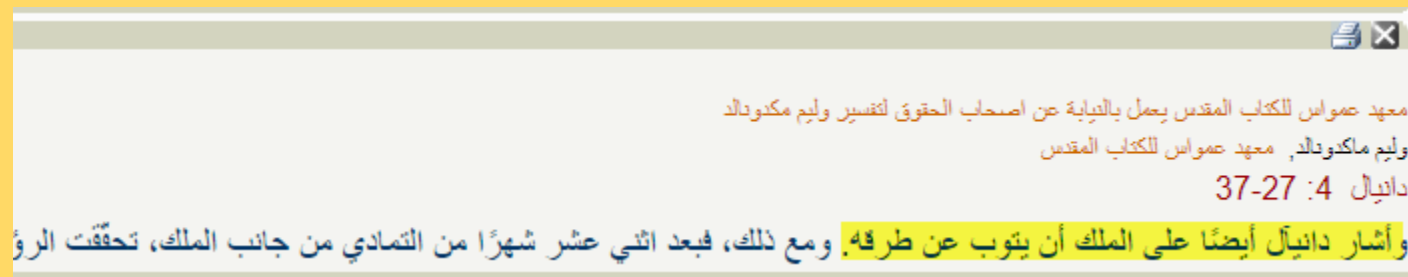 معهد عمواس للكتاب المقدس يعمل بالنيابة عن اصحاب الحقوق لتفسير وليم مكدونالد
وليم ماكدونالد, معهد عمواس للكتاب المقدس
دانيال 4: 27-37
وأشار دانيآل أيضًا على الملك أن يتوب عن طرقه. ومع ذلك، فبعد اثني عشر شهرًا من التمادي من جانب الملك، تحقّقت